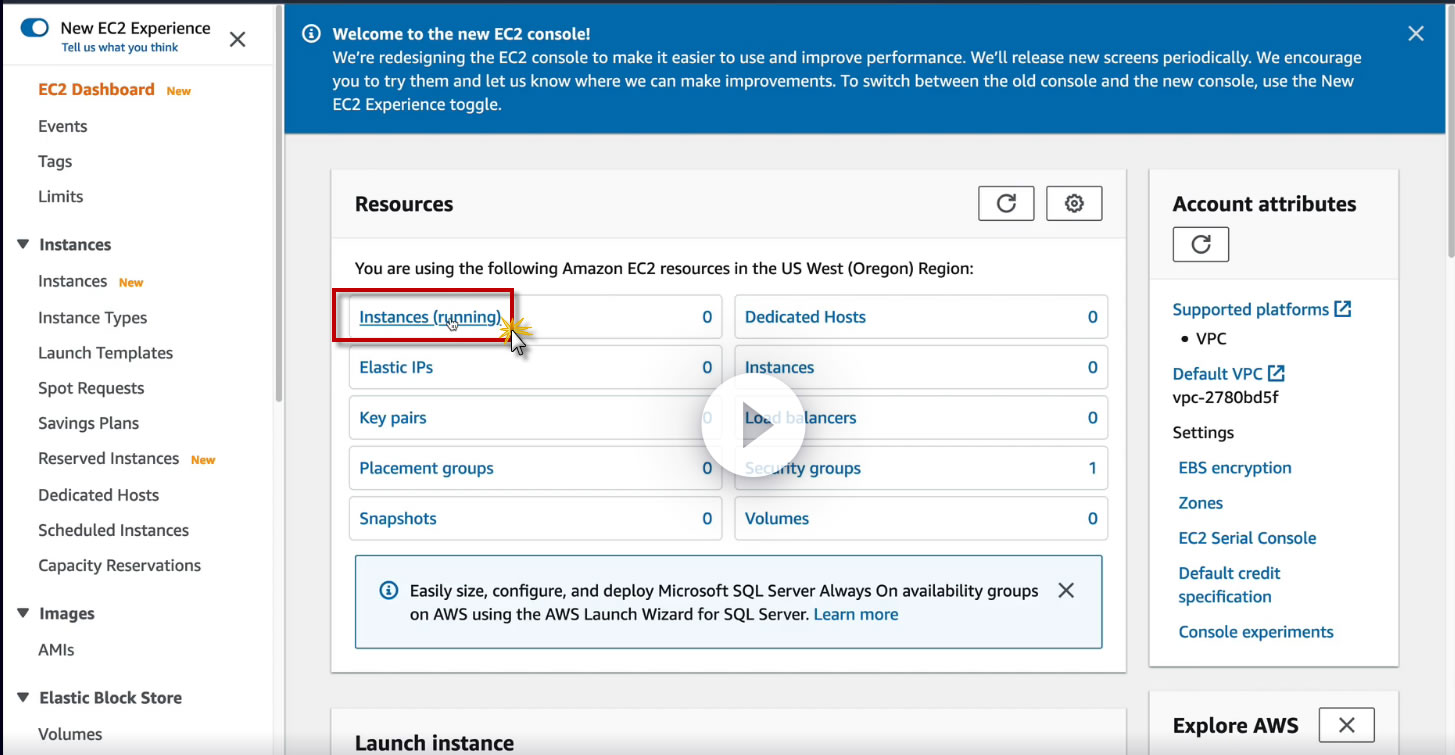 New EC2 Experience
Tell us what you think
EC2 Dashboard New
Events
Tags
Limits
Instances
Instances New
Instance Types
Launch Templates
Spot Requests
Savings Plans
Reserved Instances New
Dedicated Hosts
Scheduled Instances
Capacity Reservations
Images
AMIs
Elastic Block Store
Volumes
Welcome to the new EC2 console!
We’re redesigning the EC2 console to make it easier to use and improve performance. We’ll release new screens periodically. We encourage
you to try them and let us know where we can make improvements. To switch between the old console and the new console, use the New
EC2 Experience toggle.
Resources
You are using the following Amazon EC2 resources in the US West (Oregon) Region:
Instances (running) 0
Dedicated Hosts 0
Elastic IPs 0
Instances 0
Key pairs 0
Load balancers 0
Placement groups 0
Security groups 1
Snapshots 0
Volumes 0
Easily size, configure, and deploy Microsoft SQL Server Always On availability groups
on AWS using the AWS Launch Wizard for SQL Server. Learn more
Launch instance
Account attributes
Supported platforms
• VPC
Default VPC
vpc-2780bd5f
Settings
EBS encryption
Zones
EC2 Serial Console
Default credit
specification
Console experiments
Explore AWS